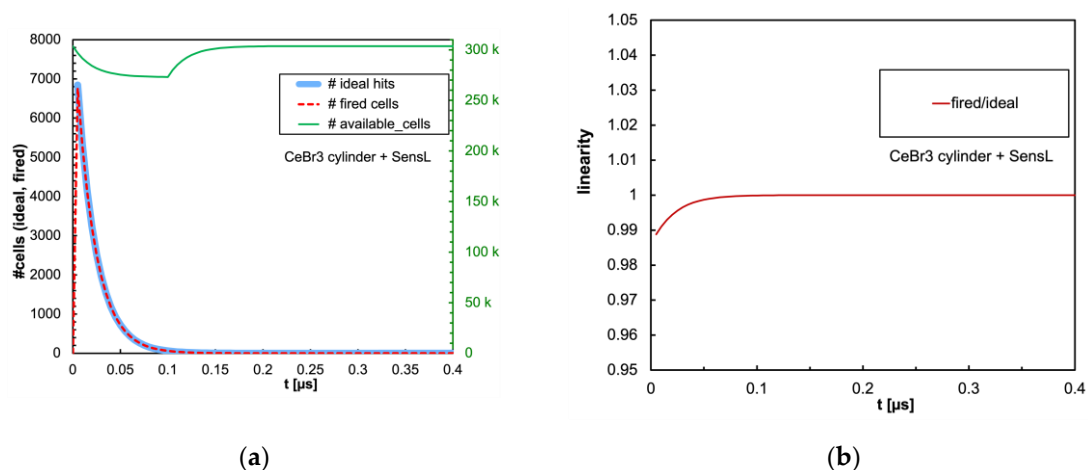 8000
7000
6000
5000
4000
3000
2000
1000
0
#cells (ideal, fired)
300 k
250 k
200 k
150 k
100 k
50 k
0
# ideal hits
# fired cells
# available_cells
CeBr3 cylinder + SensL
0 0.05 0.1 0.15 0.2 0.25 0.3 0.35 0.4
t [µs]
(a)
1.05
1.04
1.03
1.02
1.01
1
0.99
0.98
0.97
0.96
0.95
linearity
fired/ideal
CeBr3 cylinder + SensL
0 0.1 0.2 0.3 0.4
t [µs]
(b)